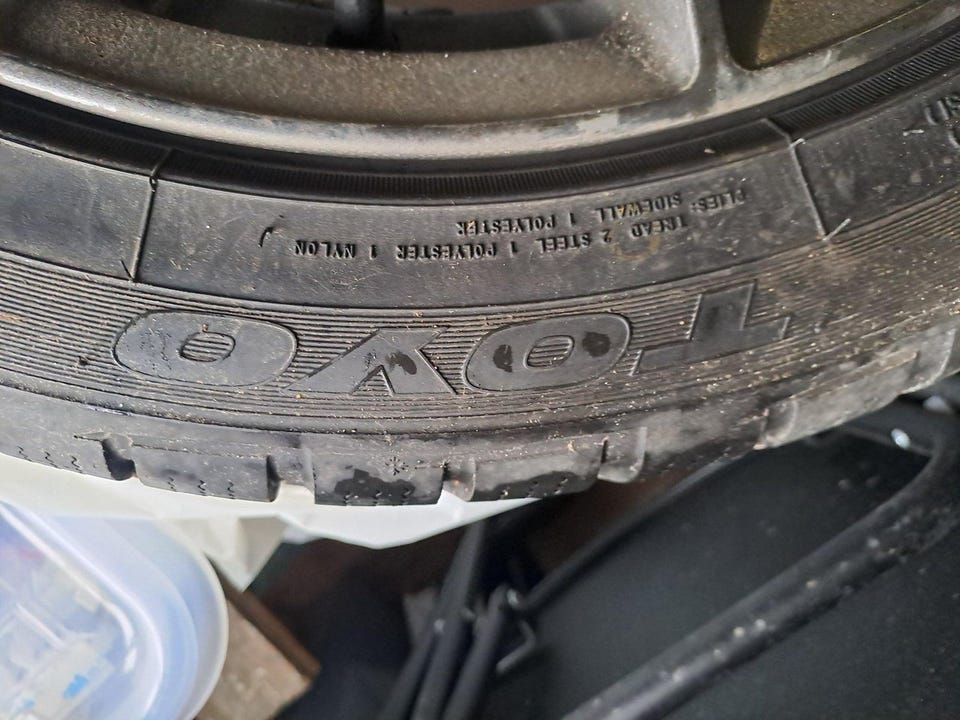 TOYO
TREAD 2 STEEL 1 POLYESTER 1 NYLON
PLIES: SIDEWALL 1 POLYESTER